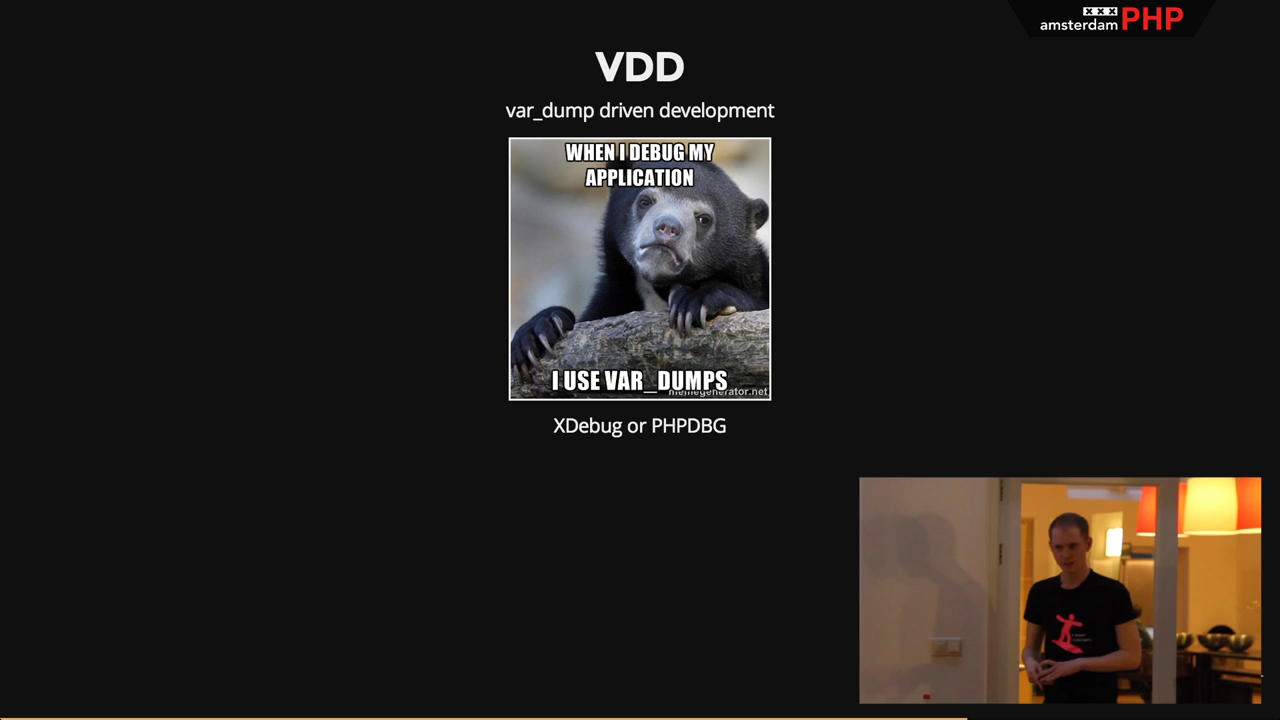 amsterdam PHP
VDD
var_dump driven development
WHEN I DEBUG MY
APPLICATION
I USE VAR_DUMPS
memegenerator.net
XDebug or PHPDBG